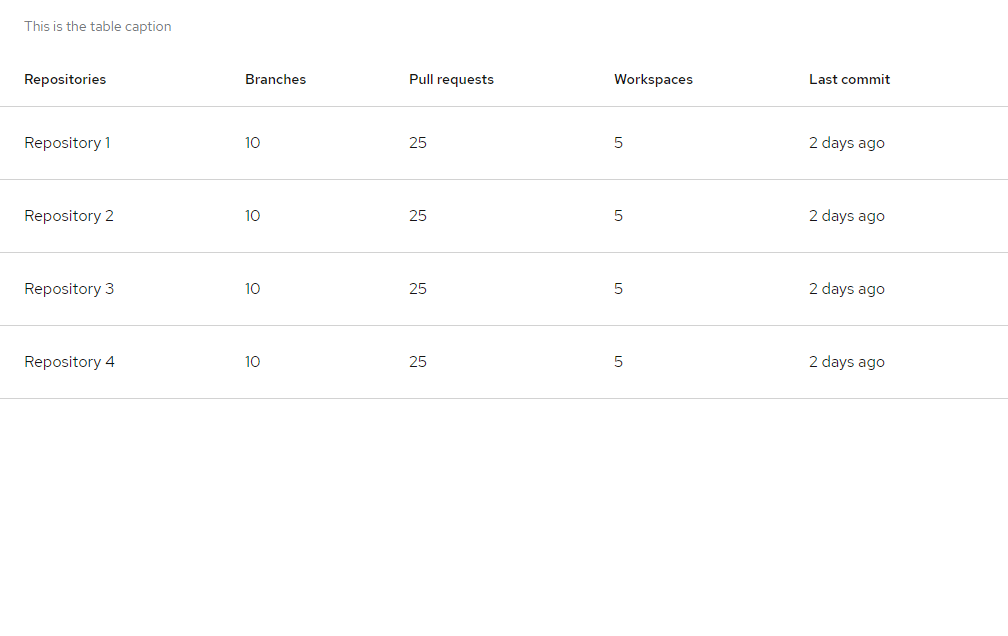 This is the table caption
Repositories Branches Pull requests Workspaces Last commit
Repository 1 10 25 5 2 days ago
Repository 2 10 25 5 2 days ago
Repository 3 10 25 5 2 days ago
Repository 4 10 25 5 2 days ago